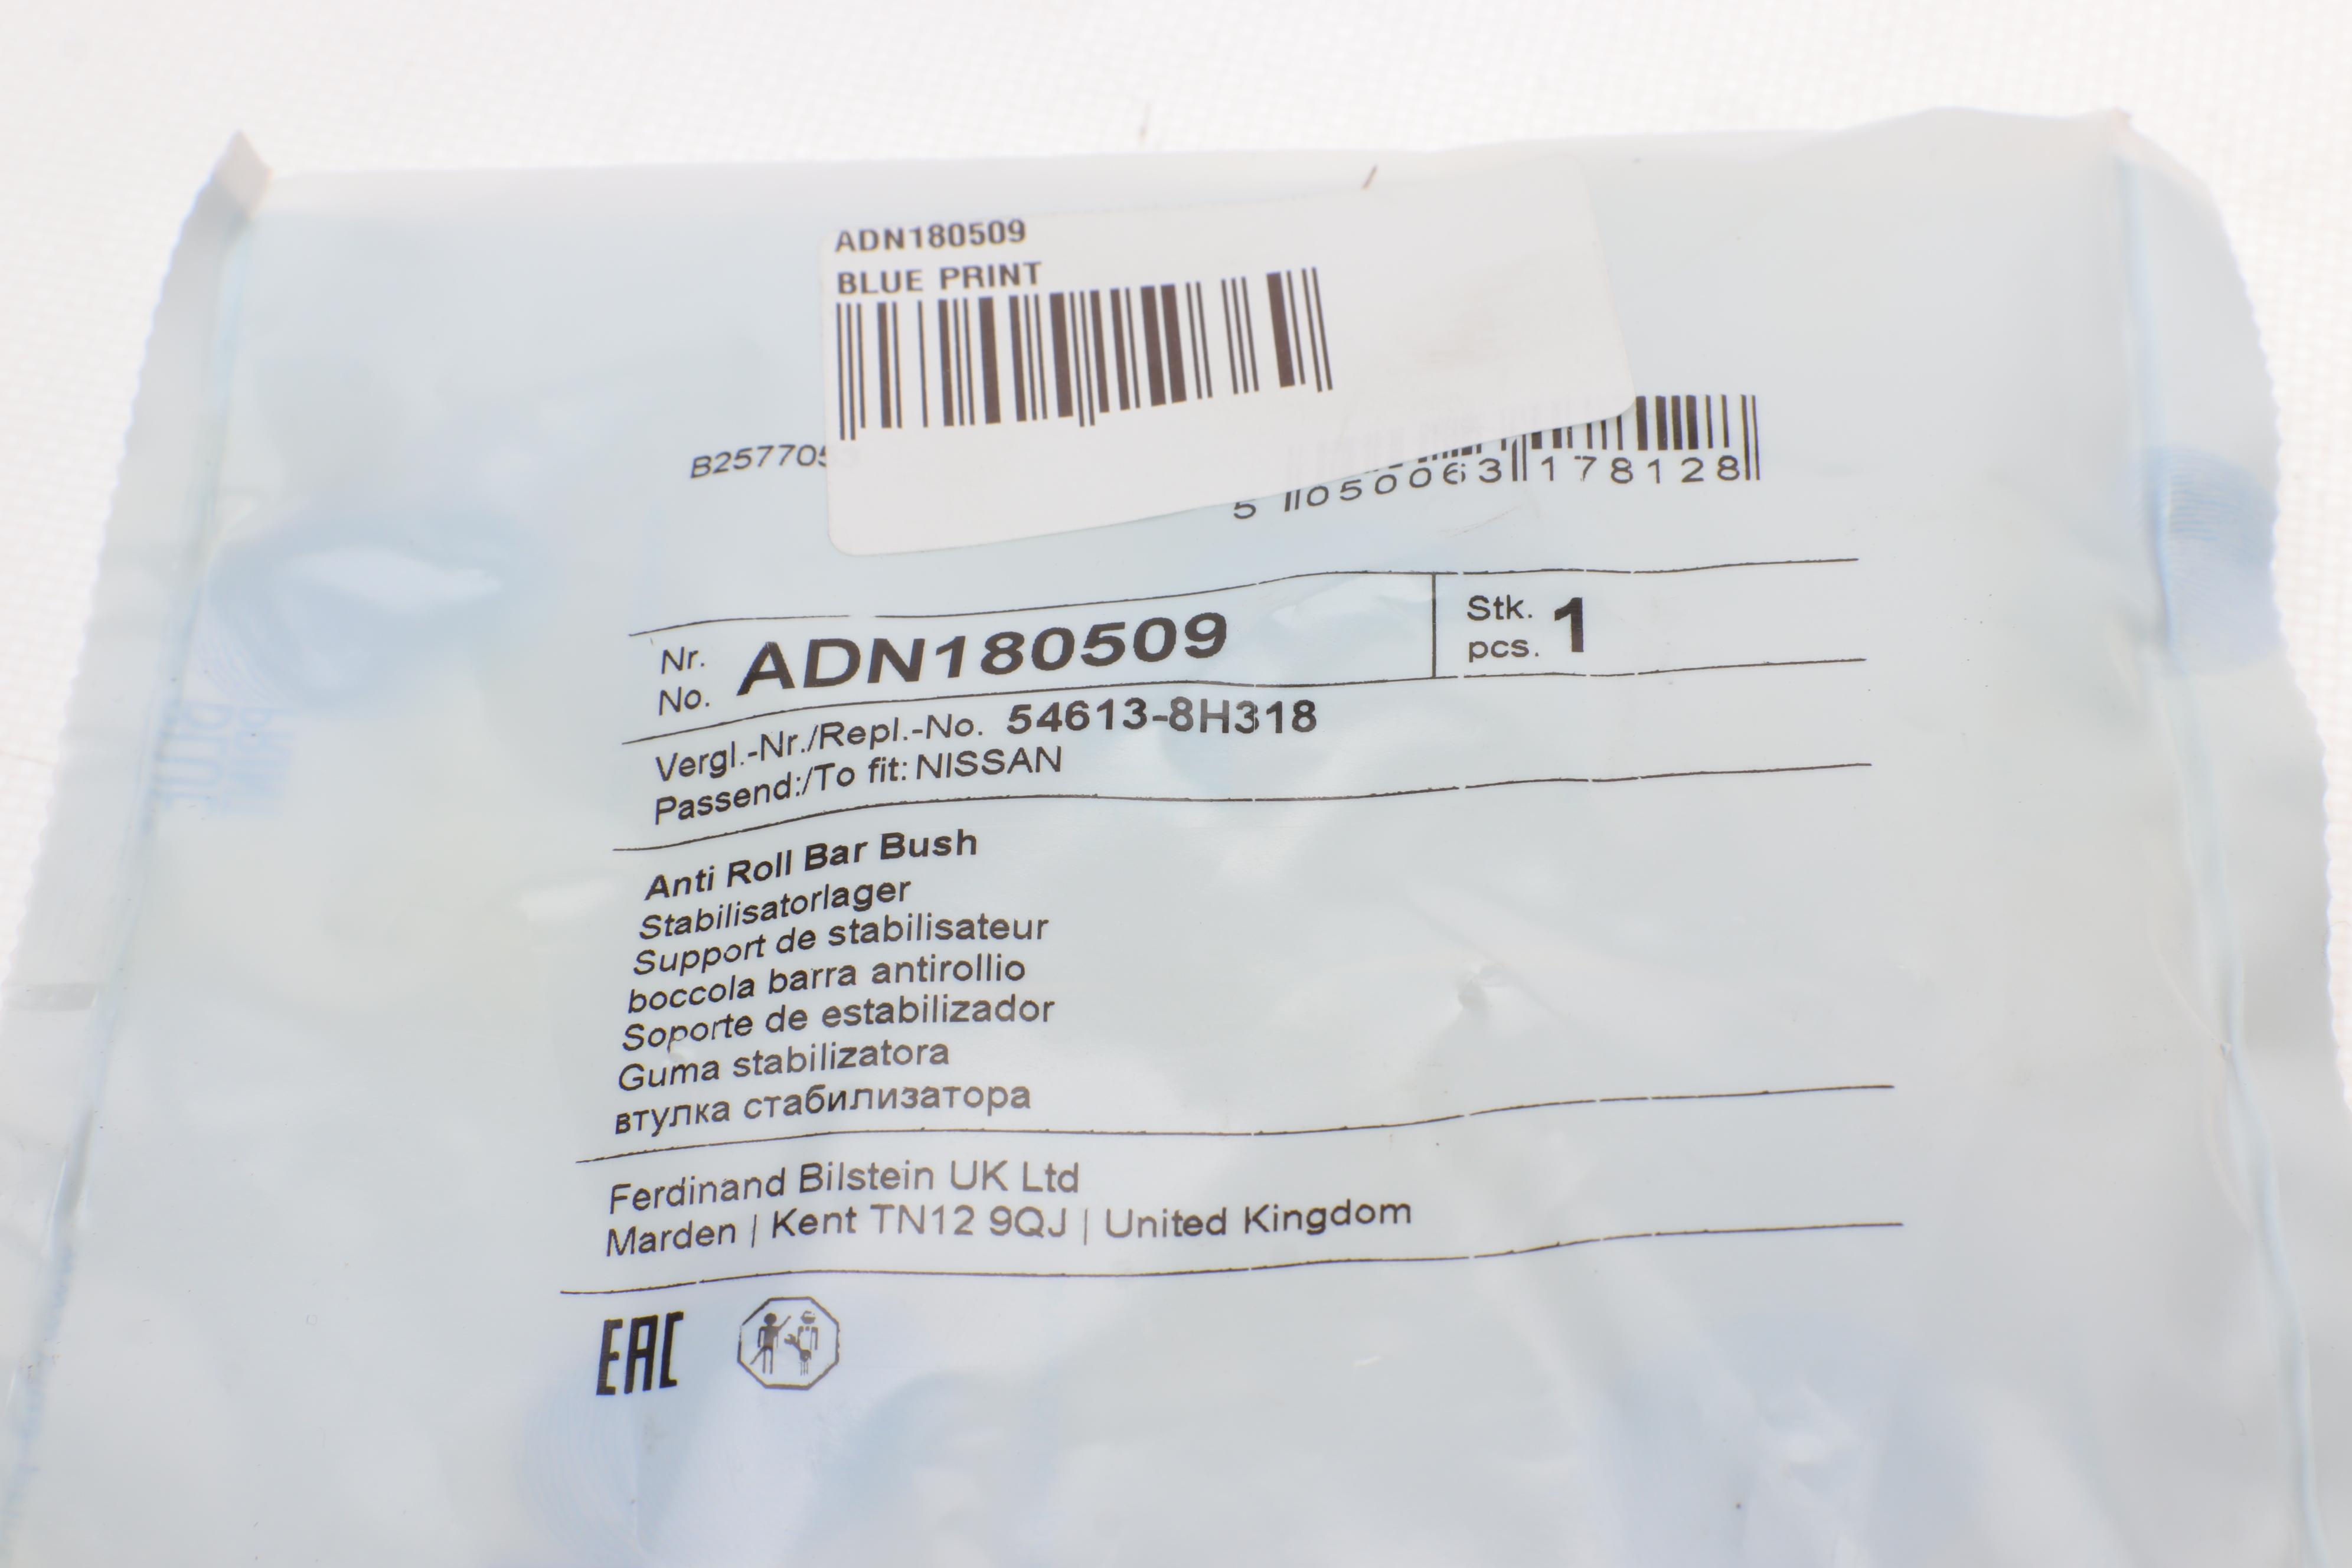 ADN180509
BLUE PRINT
B257705
5 050063 178128
Nr.
No. ADN180509
Stk.
pcs. 1
Vergl.-Nr./Repl.-No. 54613-8H318
Passend:/To fit: NISSAN
Anti Roll Bar Bush
Stabilisatorlager
Support de stabilisateur
boccola barra antirollio
Soporte de estabilizador
Guma stabilizatora
втулка стабилизатора
Ferdinand Bilstein UK Ltd
Marden | Kent TN12 9QJ | United Kingdom
EAC